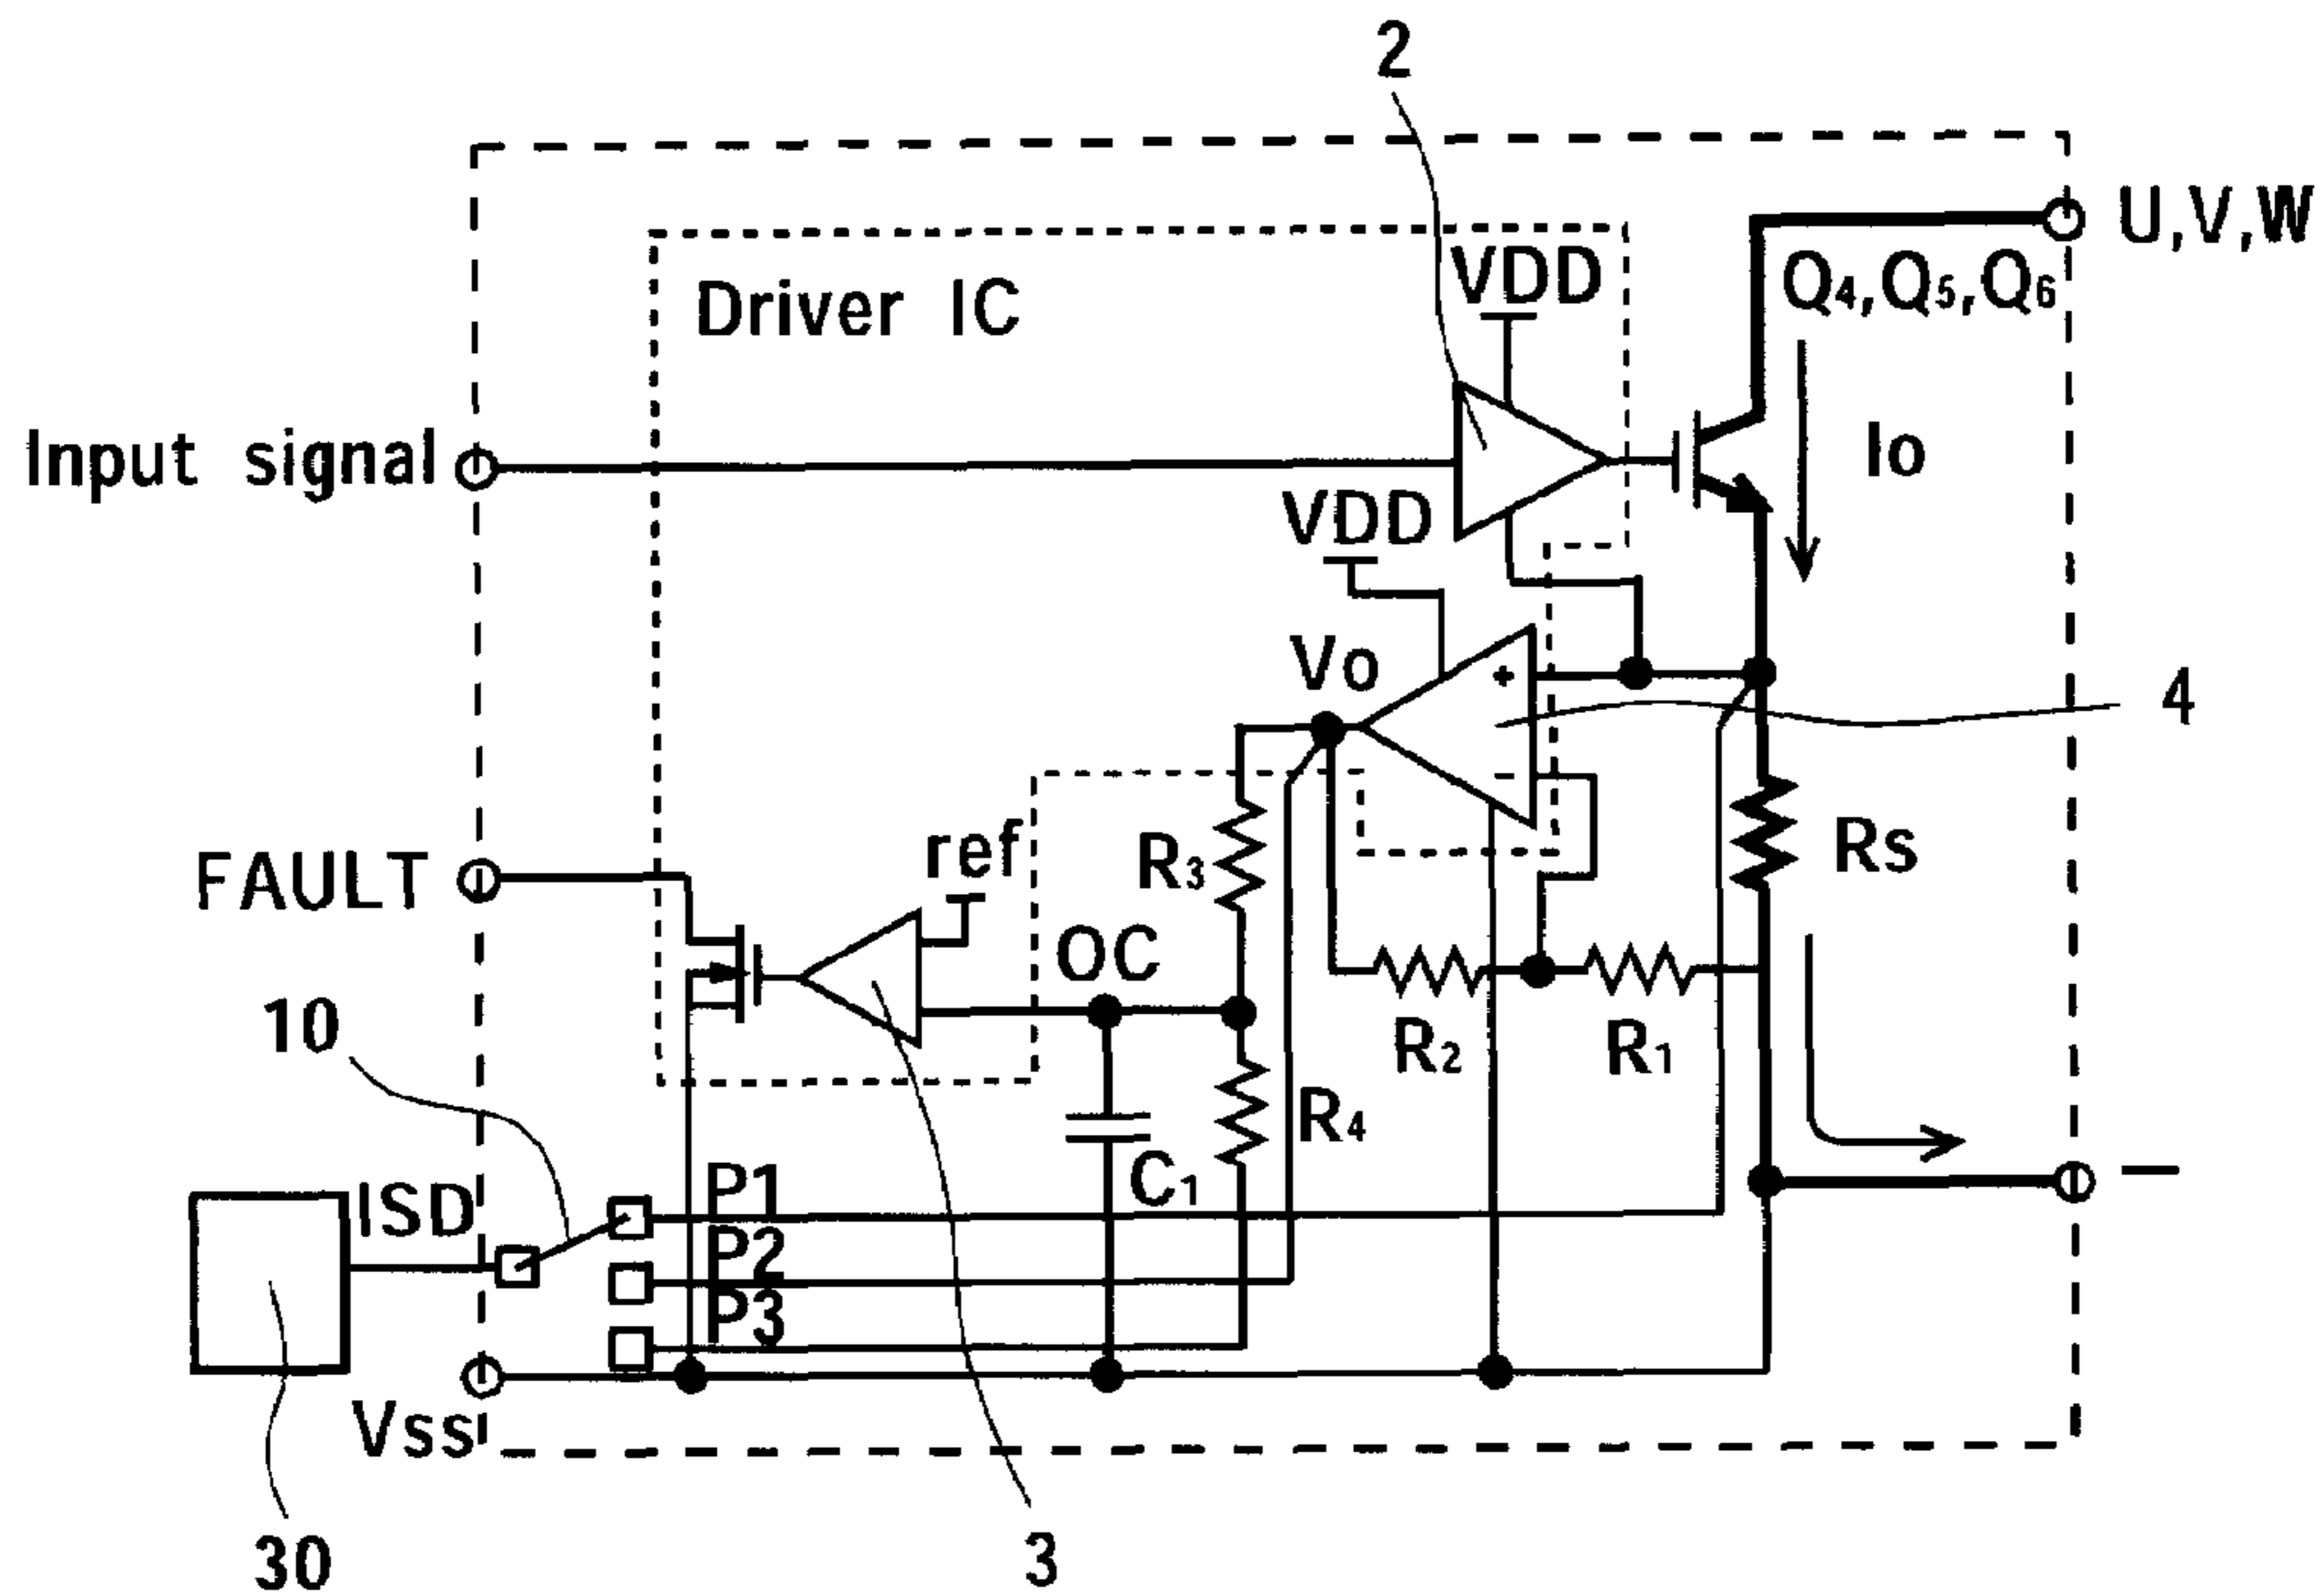 2
U,V,W
VDD
Q4,Q5,Q6
Driver IC
Input signal
Io
VDD
Vo
+
4
-
ref
R3
Rs
FAULT
OC
10
R2
R1
R4
P1
C1
ISD
—
P2
P3
Vss
30
3